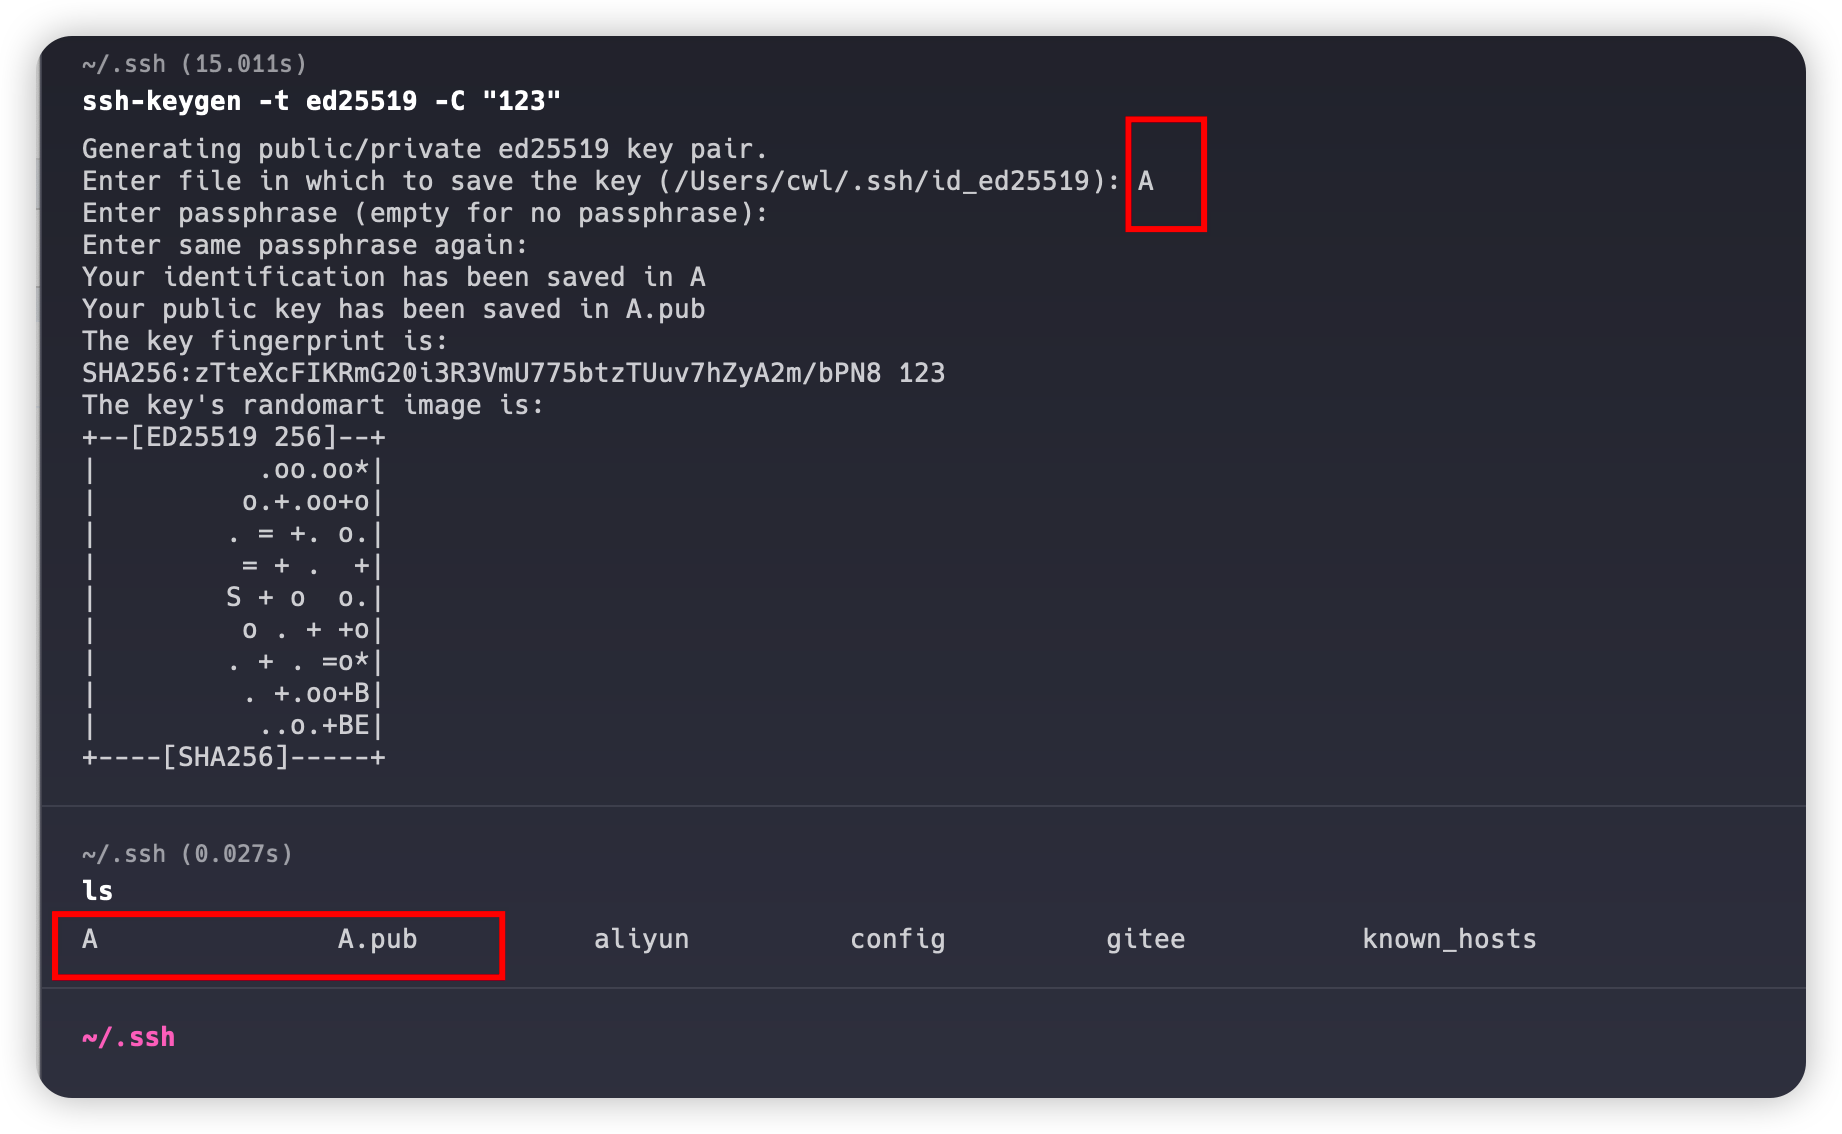 ~/.ssh (15.011s)
ssh-keygen -t ed25519 -C "123"
Generating public/private ed25519 key pair.
Enter file in which to save the key (/Users/cwl/.ssh/id_ed25519): A
Enter passphrase (empty for no passphrase):
Enter same passphrase again:
Your identification has been saved in A
Your public key has been saved in A.pub
The key fingerprint is:
SHA256:zTteXcFIKRmG20i3R3VmU775btzTUuv7hZyA2m/bPN8 123
The key's randomart image is:
+--[ED25519 256]--+
|          .oo.oo*|
|         o.+.oo+o|
|        . = +. o.|
|         = + .  +|
|        S + o  o.|
|         o . + +o|
|        . + . =o*|
|         . +.oo+B|
|          ..o.+BE|
+----[SHA256]-----+
~/.ssh (0.027s)
ls
A A.pub aliyun config gitee known_hosts
~/.ssh